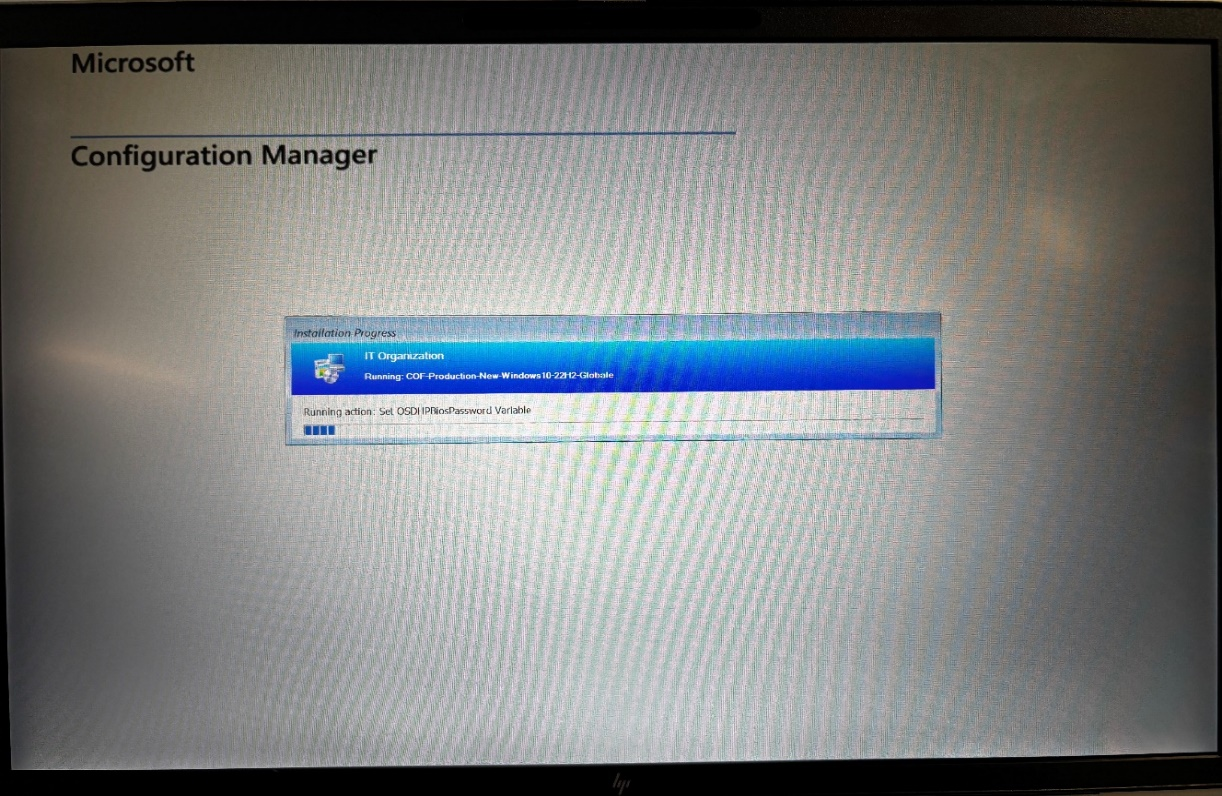 Microsoft
Configuration Manager
Installation Progress
IT Organization
Running: COF-Production-New-Windows10-22H2-Globale
Running action: Set OSDHPBiosPassword Variable
hp